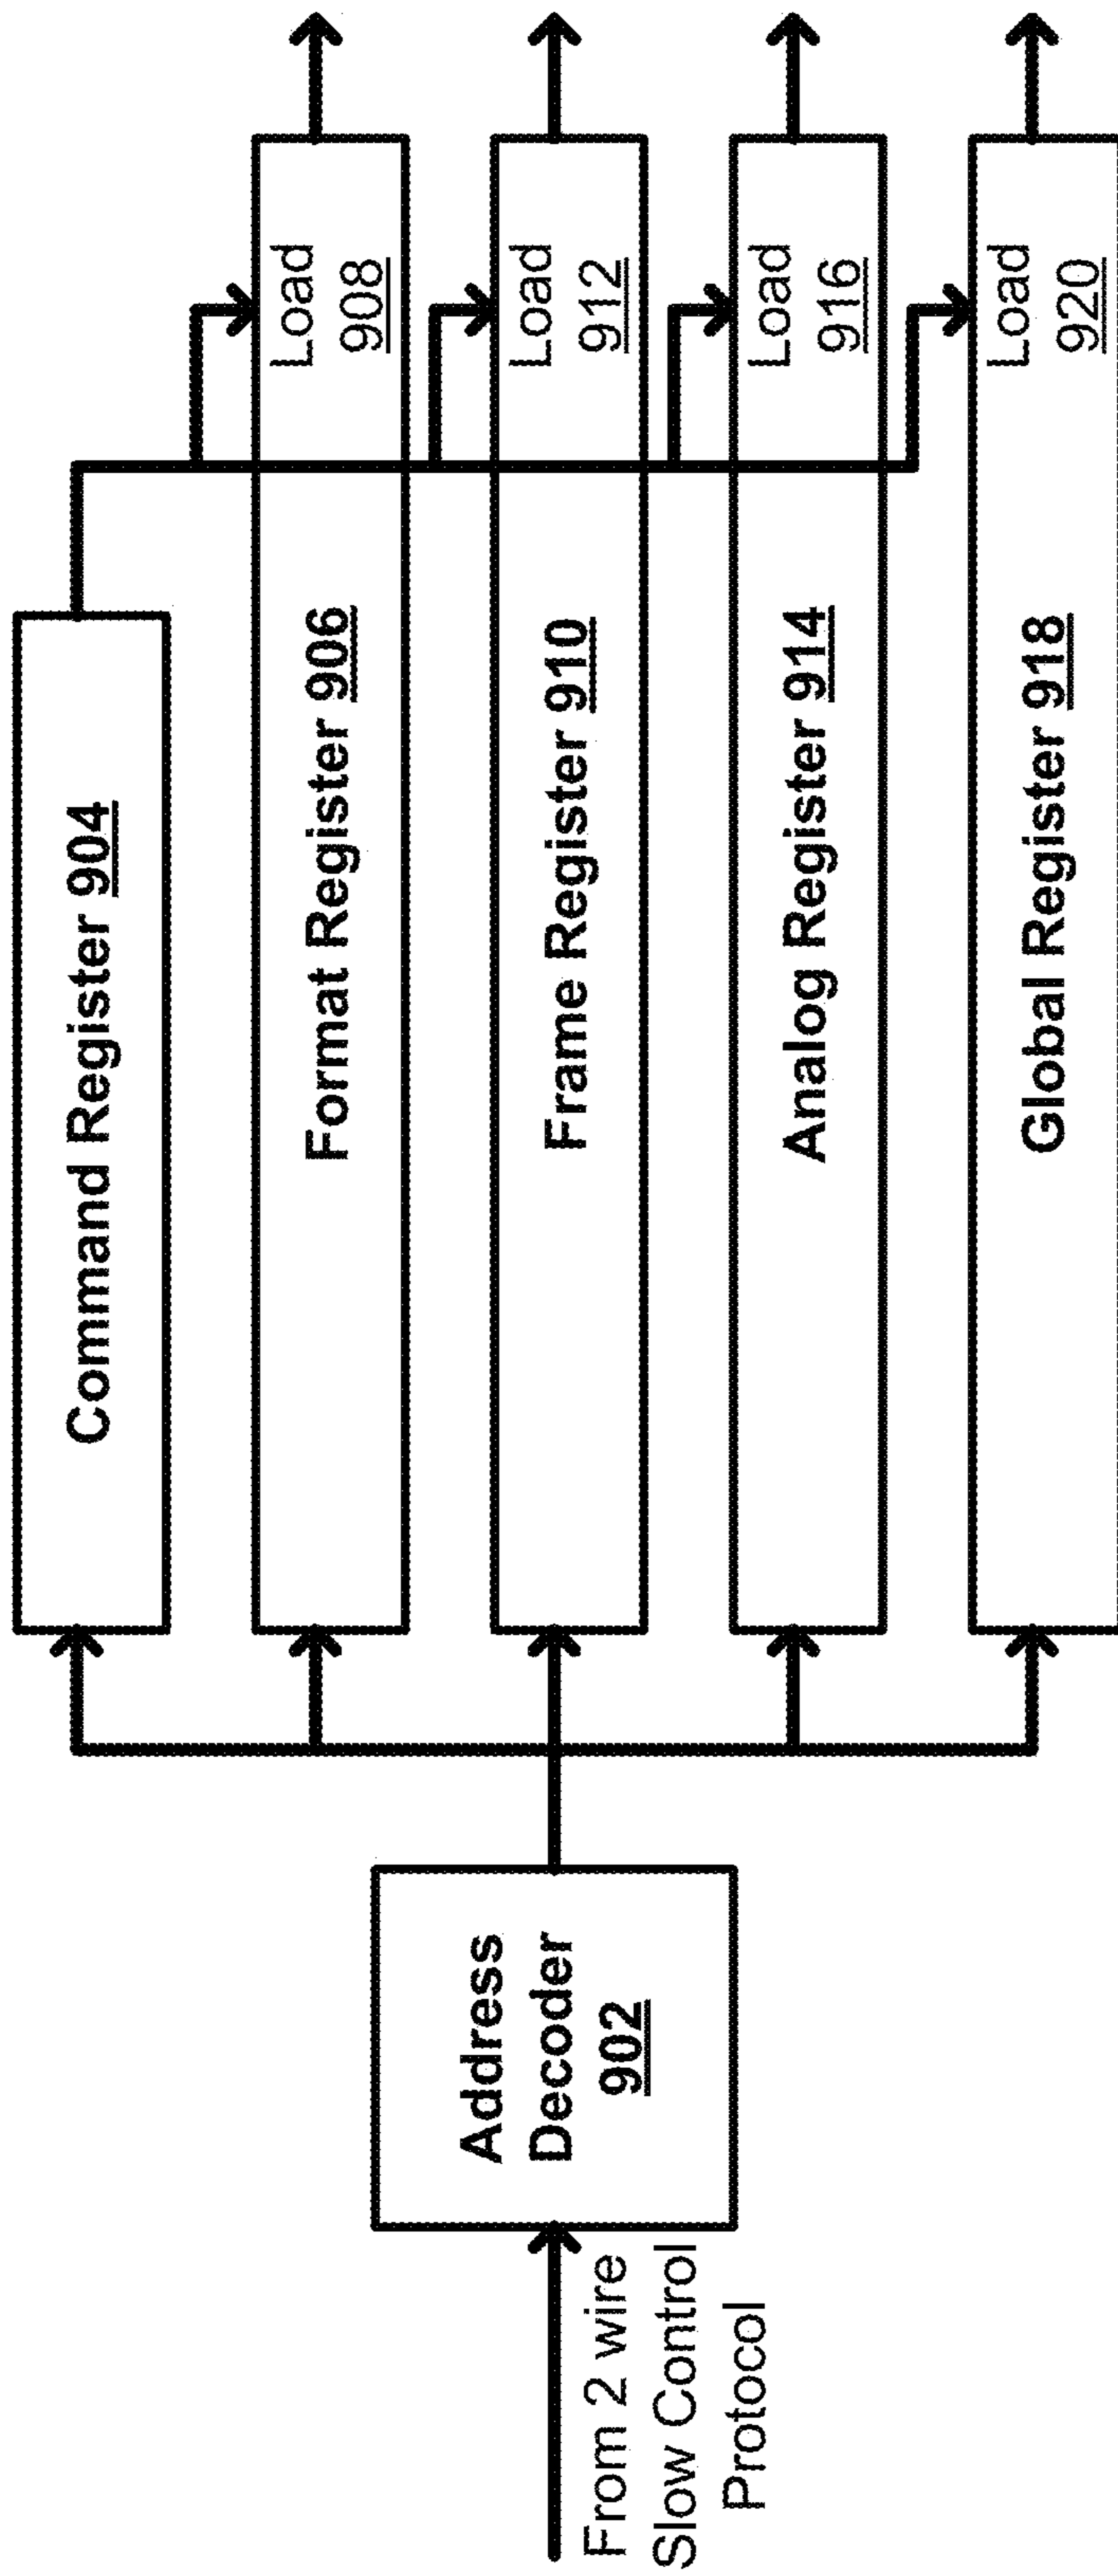 From 2 wire
Slow Control
Protocol
Address
Decoder
902
Command Register 904
Format Register 906
Load
908
Frame Register 910
Load
912
Analog Register 914
Load
916
Global Register 918
Load
920